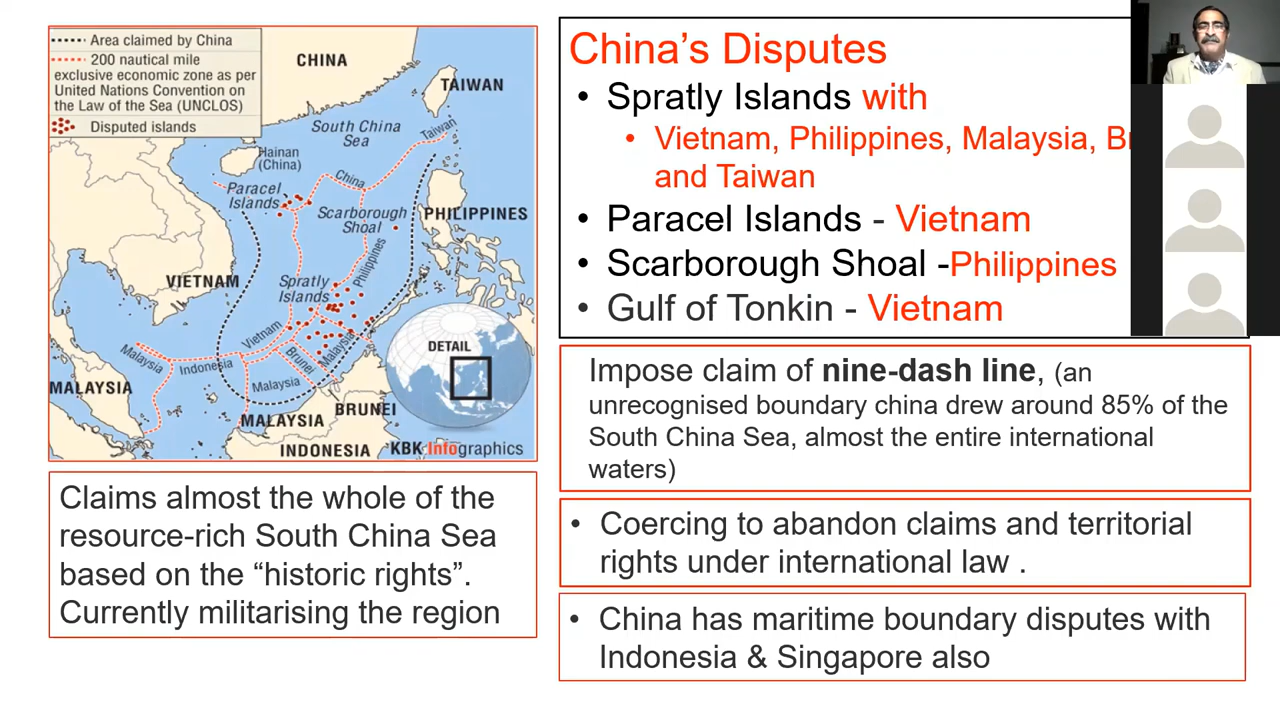 Area claimed by China
200 nautical mile
exclusive economic zone as per
United Nations Convention on
the Law of the Sea (UNCLOS)
Disputed islands
CHINA
TAIWAN
South China
Sea
Taiwan
Hainan
(China)
China
Paracel
Islands
Scarborough
Shoal
PHILIPPINES
Philippines
VIETNAM
Spratly
Islands
Vietnam
Malaysia
Indonesia
Brunei
Malaysia
Malaysia
DETAIL
MALAYSIA
BRUNEI
MALAYSIA
INDONESIA
KBK Infographics
Claims almost the whole of the
resource-rich South China Sea
based on the “historic rights”.
Currently militarising the region
China’s Disputes
• Spratly Islands with
• Vietnam, Philippines, Malaysia,
and Taiwan
• Paracel Islands - Vietnam
• Scarborough Shoal -Philippines
• Gulf of Tonkin - Vietnam
Impose claim of nine-dash line, (an
unrecognised boundary china drew around 85% of the
South China Sea, almost the entire international
waters)
• Coercing to abandon claims and territorial
rights under international law .
• China has maritime boundary disputes with
Indonesia & Singapore also